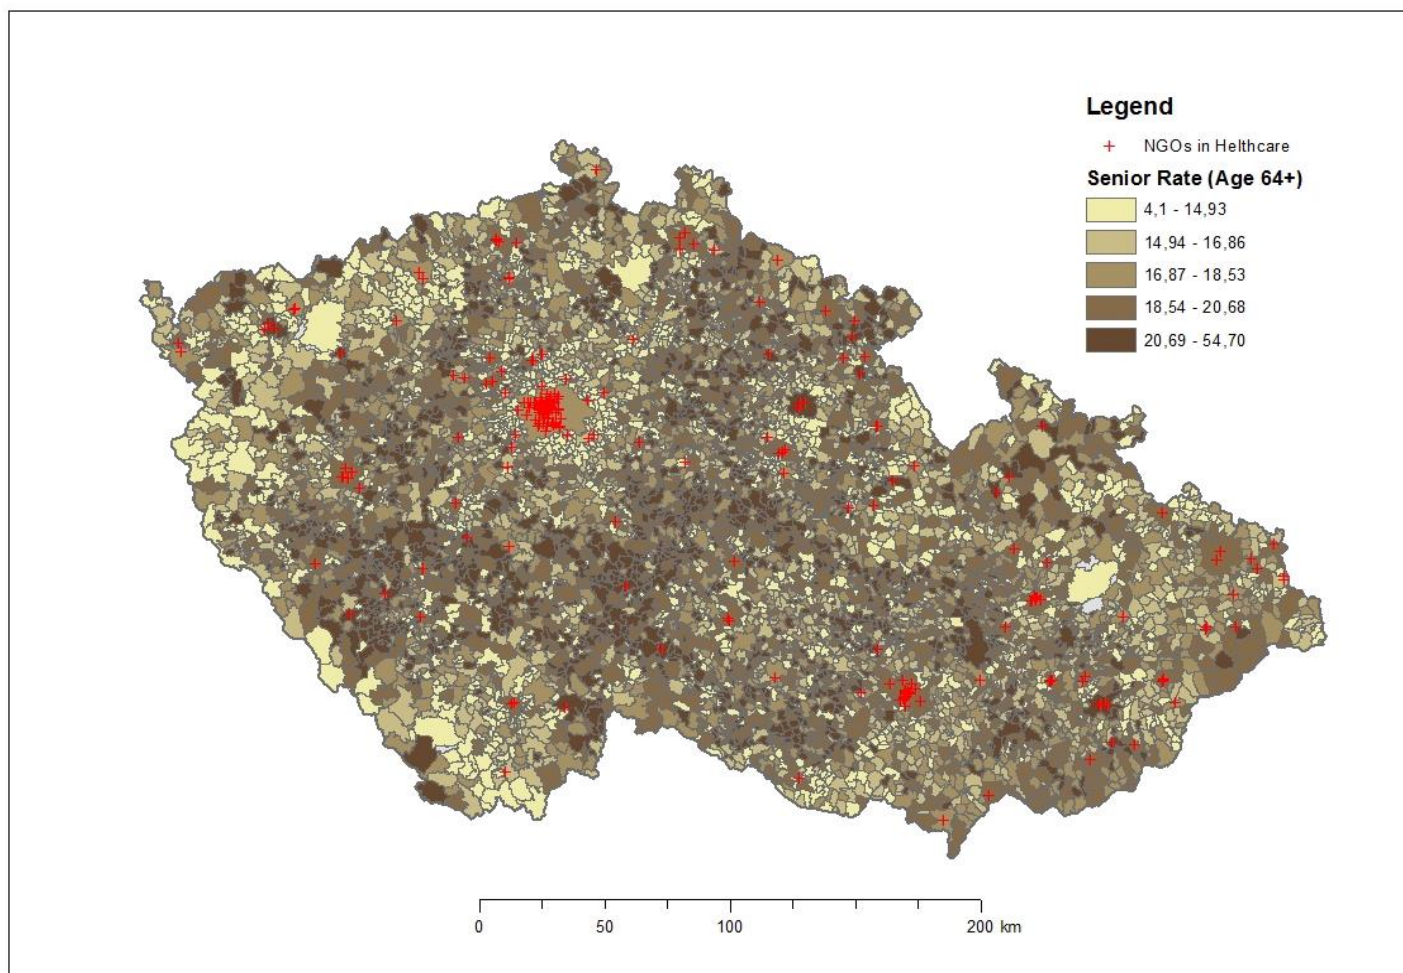 Legend
NGOs in Helthcare
Senior Rate (Age 64+)
4,1 - 14,93
14,94 - 16,86
16,87 - 18,53
18,54 - 20,68
20,69 - 54,70
0 50 100 200 km